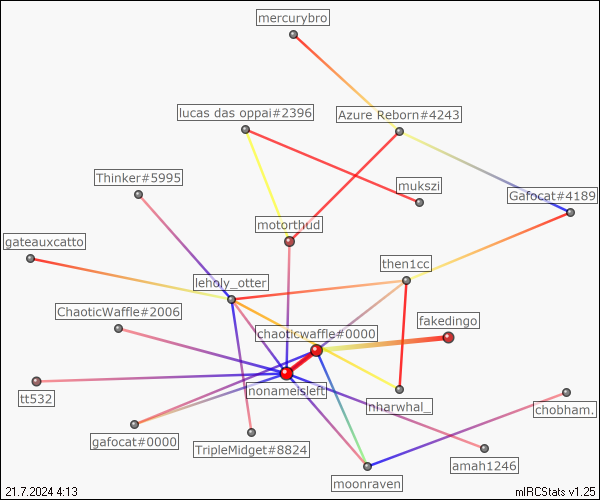 mercurybro
lucas das oppai#2396
Azure Reborn#4243
Thinker#5995
mukszi
Gafocat#4189
motorthud
gateauxcatto
then1cc
leholy_otter
ChaoticWaffle#2006
chaoticwaffle#0000
fakedingo
nonameisleft
tt532
nharwhal_
chobham.
gafocat#0000
TripleMidget#8824
amah1246
moonraven
21.7.2024 4:13
mIRCStats v1.25